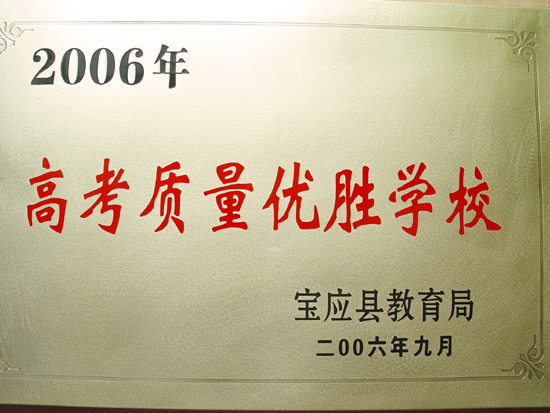 2006年
高考质量优胜学校
宝应县教育局
二00六年九月